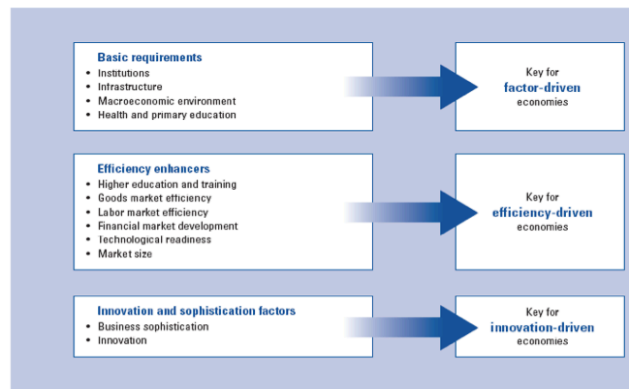 Basic requirements
• Institutions
• Infrastructure
• Macroeconomic environment
• Health and primary education
Key for
factor-driven
economies
Efficiency enhancers
• Higher education and training
• Goods market efficiency
• Labor market efficiency
• Financial market development
• Technological readiness
• Market size
Key for
efficiency-driven
economies
Innovation and sophistication factors
• Business sophistication
• Innovation
Key for
innovation-driven
economies